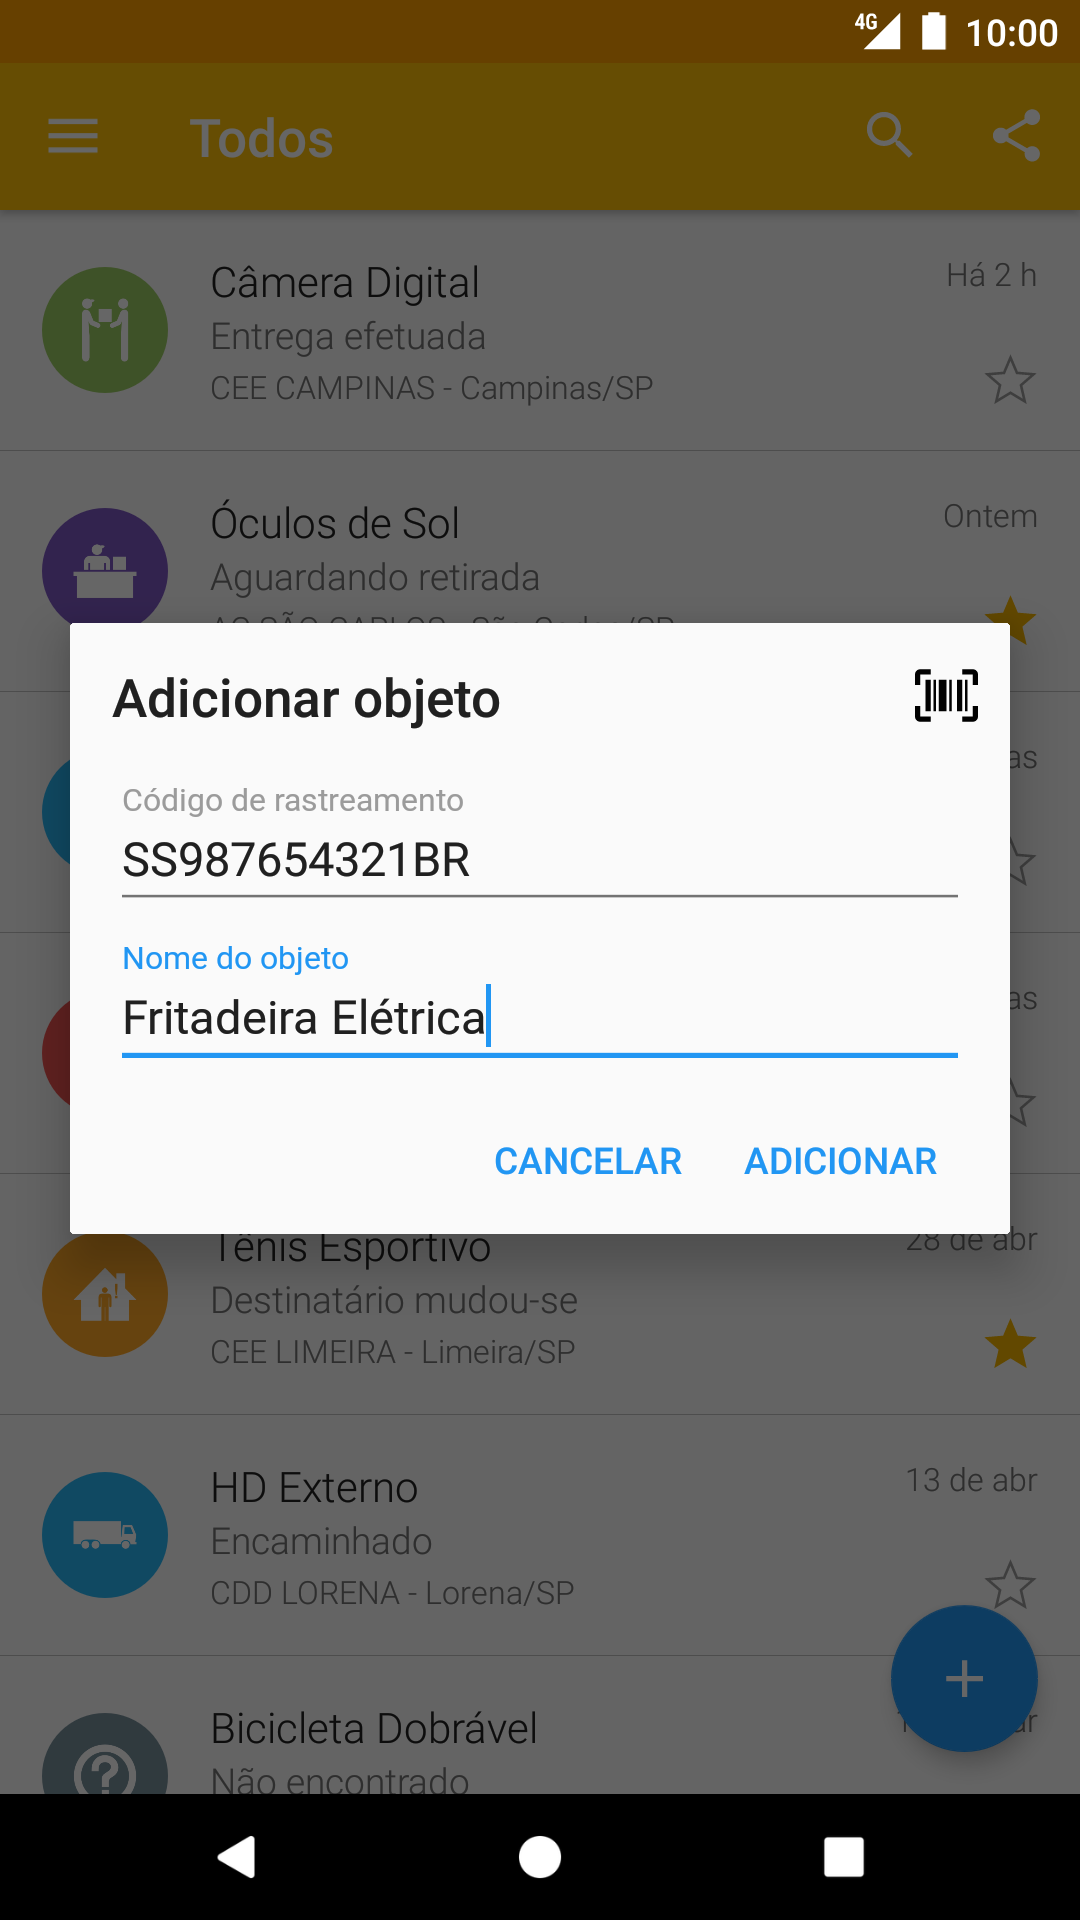 4G 10:00
Todos
Câmera Digital
Há 2 h
Entrega efetuada
CEE CAMPINAS - Campinas/SP
Óculos de Sol
Ontem
Aguardando retirada
Adicionar objeto
Código de rastreamento
SS987654321BR
Nome do objeto
Fritadeira Elétrica
CANCELAR ADICIONAR
Tênis Esportivo
28 de abr
Destinatário mudou-se
CEE LIMEIRA - Limeira/SP
HD Externo
13 de abr
Encaminhado
CDD LORENA - Lorena/SP
Bicicleta Dobrável
Não encontrado